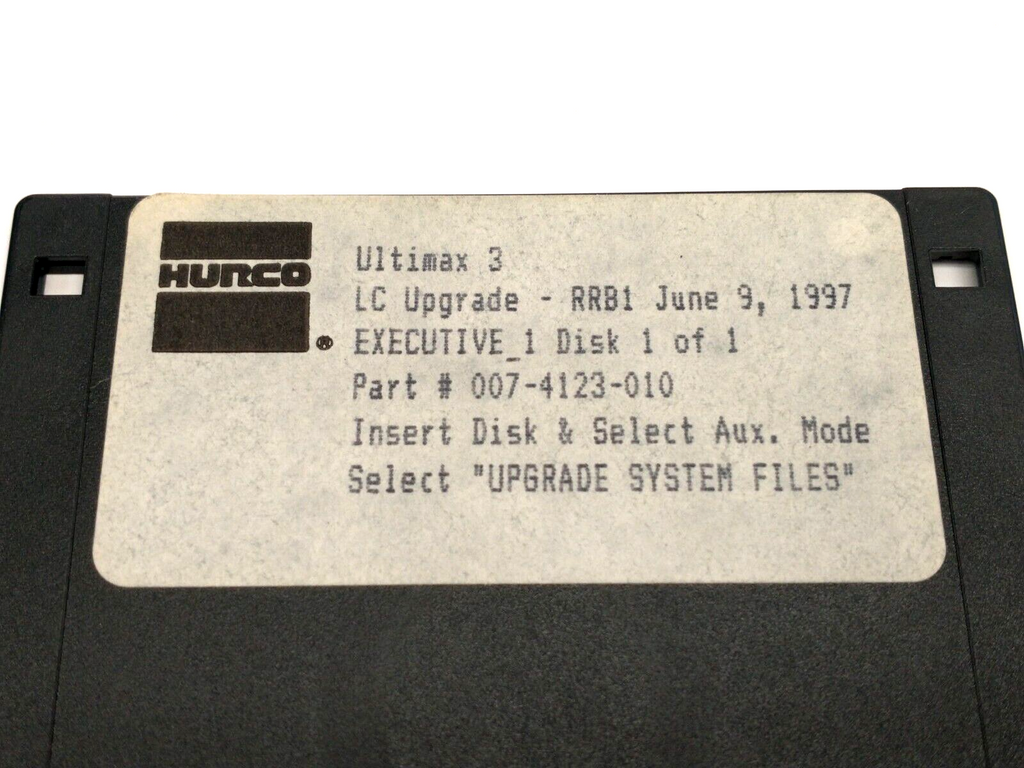 HURCO®
Ultimax 3
LC Upgrade - RRB1 June 9, 1997
EXECUTIVE_1 Disk 1 of 1
Part # 007-4123-010
Insert Disk & Select Aux. Mode
Select "UPGRADE SYSTEM FILES"